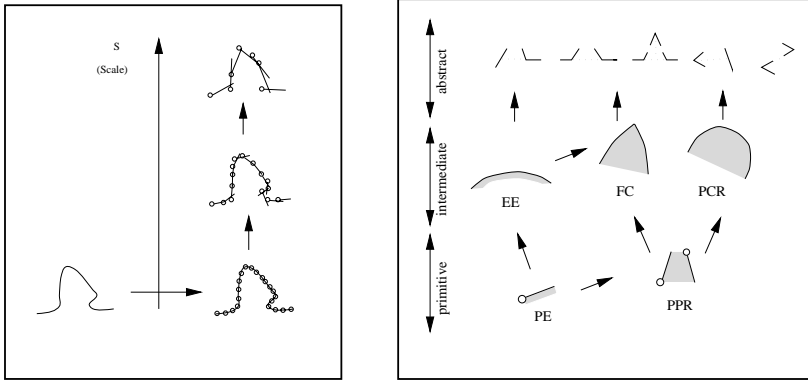 S
(Scale)
abstract
intermediate
primitive
EE
FC
PCR
PE
PPR